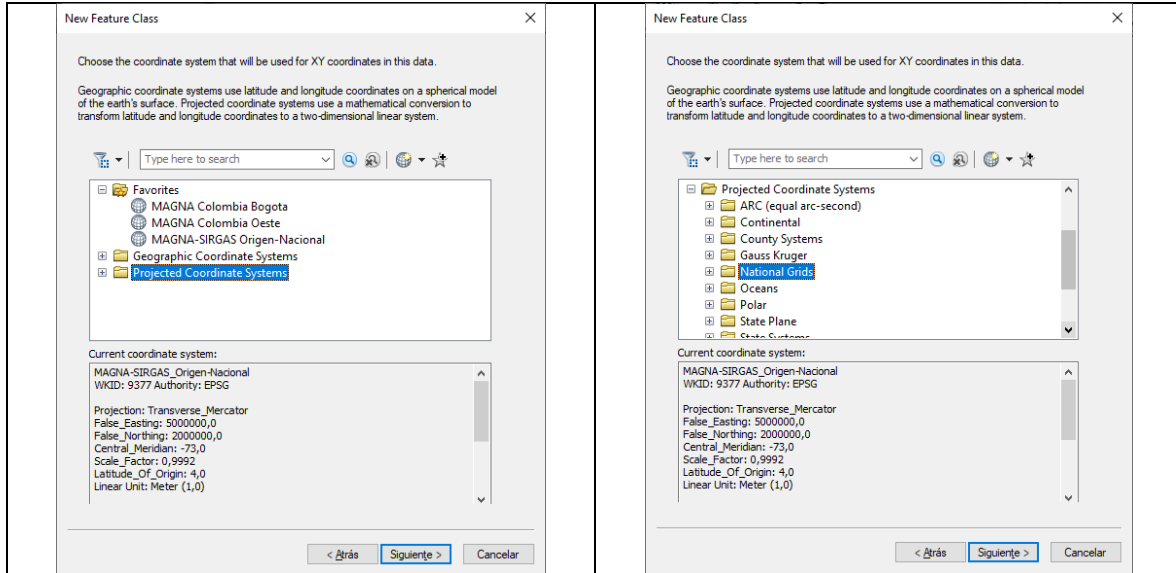 New Feature Class
Choose the coordinate system that will be used for XY coordinates in this data.
Geographic coordinate systems use latitude and longitude coordinates on a spherical model
of the earth's surface. Projected coordinate systems use a mathematical conversion to
transform latitude and longitude coordinates to a two-dimensional linear system.
Type here to search
Favorites
MAGNA Colombia Bogota
MAGNA Colombia Oeste
MAGNA-SIRGAS Origen-Nacional
Geographic Coordinate Systems
Projected Coordinate Systems
Current coordinate system:
MAGNA-SIRGAS_Origen-Nacional
WKID: 9377 Authority: EPSG
Projection: Transverse_Mercator
False_Easting: 5000000,0
False_Northing: 2000000,0
Central_Meridian: -73,0
Scale_Factor: 0,9992
Latitude_Of_Origin: 4,0
Linear Unit: Meter (1,0)
< Atrás Siguiente > Cancelar
New Feature Class
Choose the coordinate system that will be used for XY coordinates in this data.
Geographic coordinate systems use latitude and longitude coordinates on a spherical model
of the earth's surface. Projected coordinate systems use a mathematical conversion to
transform latitude and longitude coordinates to a two-dimensional linear system.
Type here to search
Projected Coordinate Systems
ARC (equal arc-second)
Continental
County Systems
Gauss Kruger
National Grids
Oceans
Polar
State Plane
State Systems
Current coordinate system:
MAGNA-SIRGAS_Origen-Nacional
WKID: 9377 Authority: EPSG
Projection: Transverse_Mercator
False_Easting: 5000000,0
False_Northing: 2000000,0
Central_Meridian: -73,0
Scale_Factor: 0,9992
Latitude_Of_Origin: 4,0
Linear Unit: Meter (1,0)
< Atrás Siguiente > Cancelar